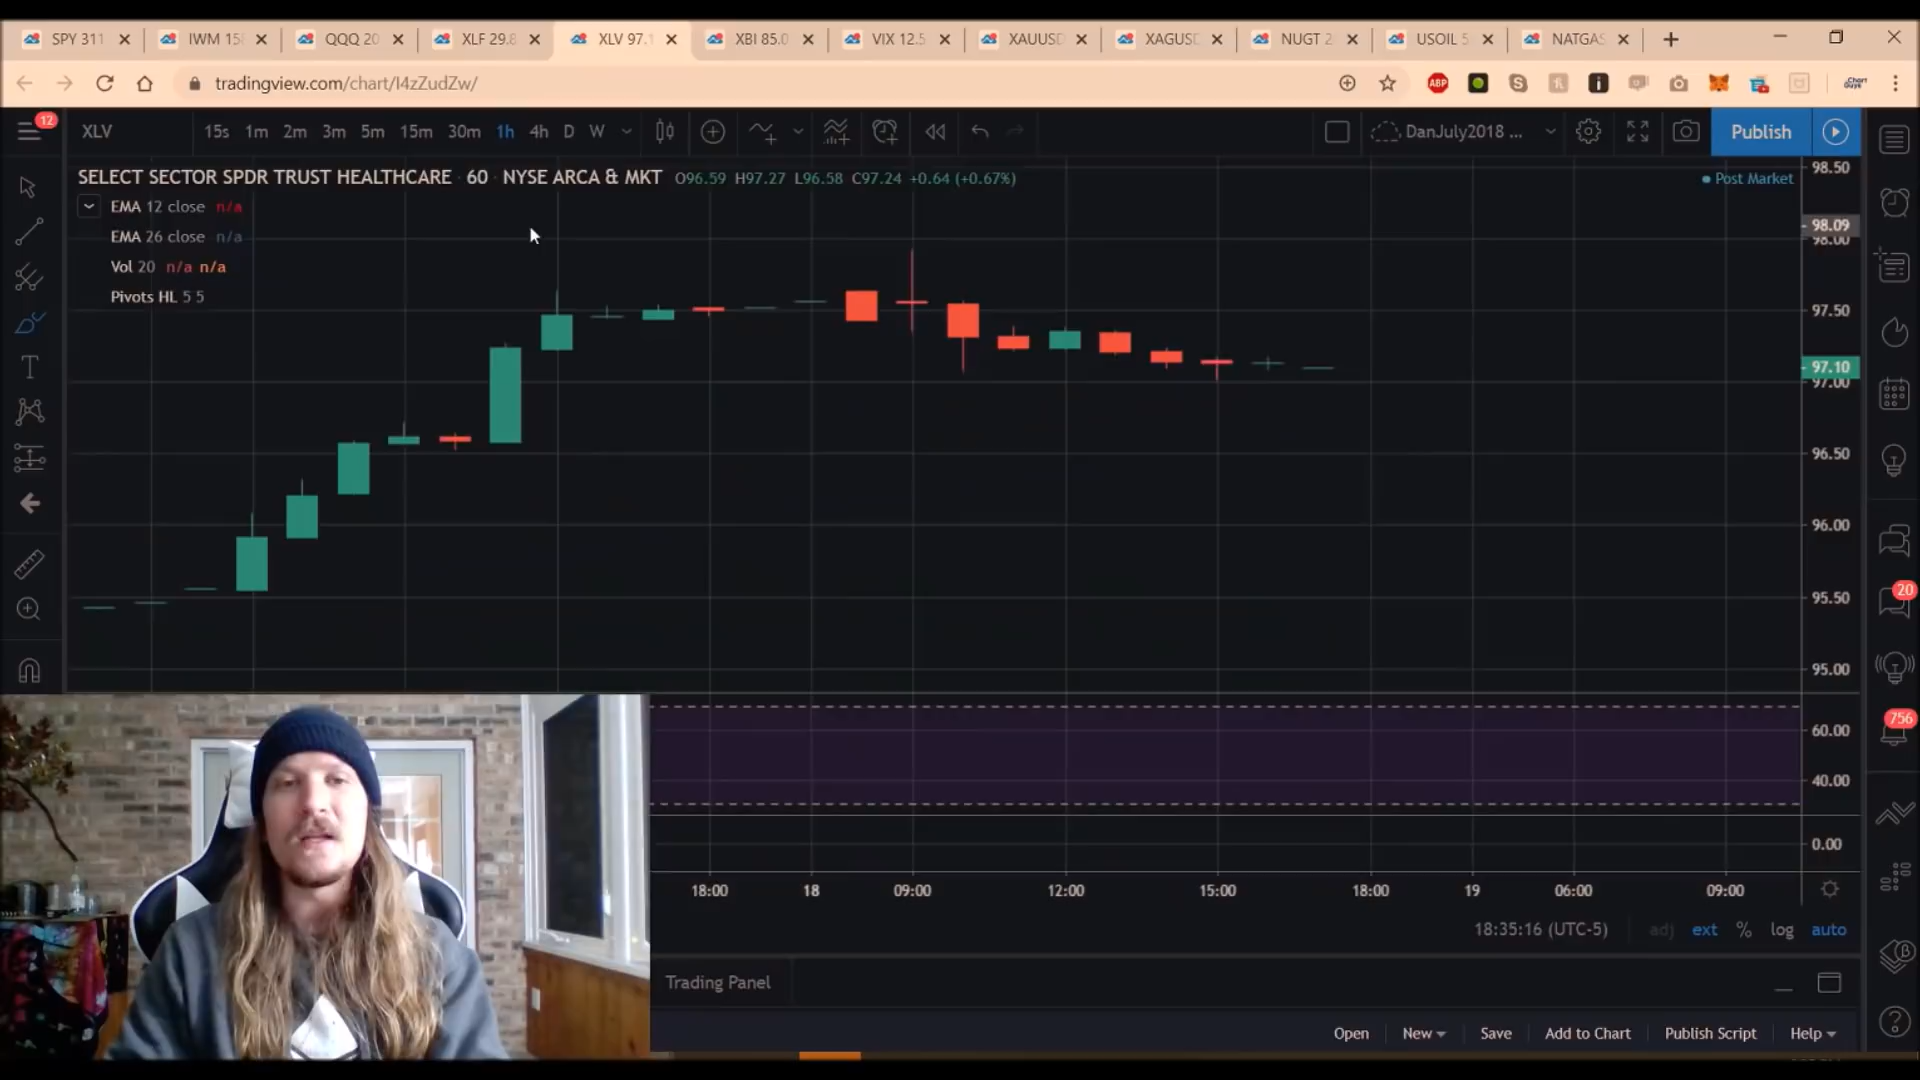 SPY 311
IWM 158
QQQ 20
XLF 29.8
XLV 97.1
XBI 85.0
VIX 12.5
XAUUSD
XAGUSD
NUGT 2
USOIL 5
NATGAS
tradingview.com/chart/I4zZudZw/
ABP
12
XLV
15s 1m 2m 3m 5m 15m 30m 1h 4h D W
DanJuly2018 ...
Publish
SELECT SECTOR SPDR TRUST HEALTHCARE 60 NYSE ARCA & MKT O96.59 H97.27 L96.58 C97.24 +0.64 (+0.67%)
Post Market
EMA 12 close n/a
EMA 26 close n/a
Vol 20 n/a n/a
Pivots HL 5 5
98.50
98.09
98.00
97.50
97.10
97.00
96.50
96.00
95.50
95.00
60.00
40.00
0.00
20
756
18:00 18 09:00 12:00 15:00 18:00 19 06:00 09:00
18:35:16 (UTC-5) adj ext % log auto
Trading Panel
Open New Save Add to Chart Publish Script Help